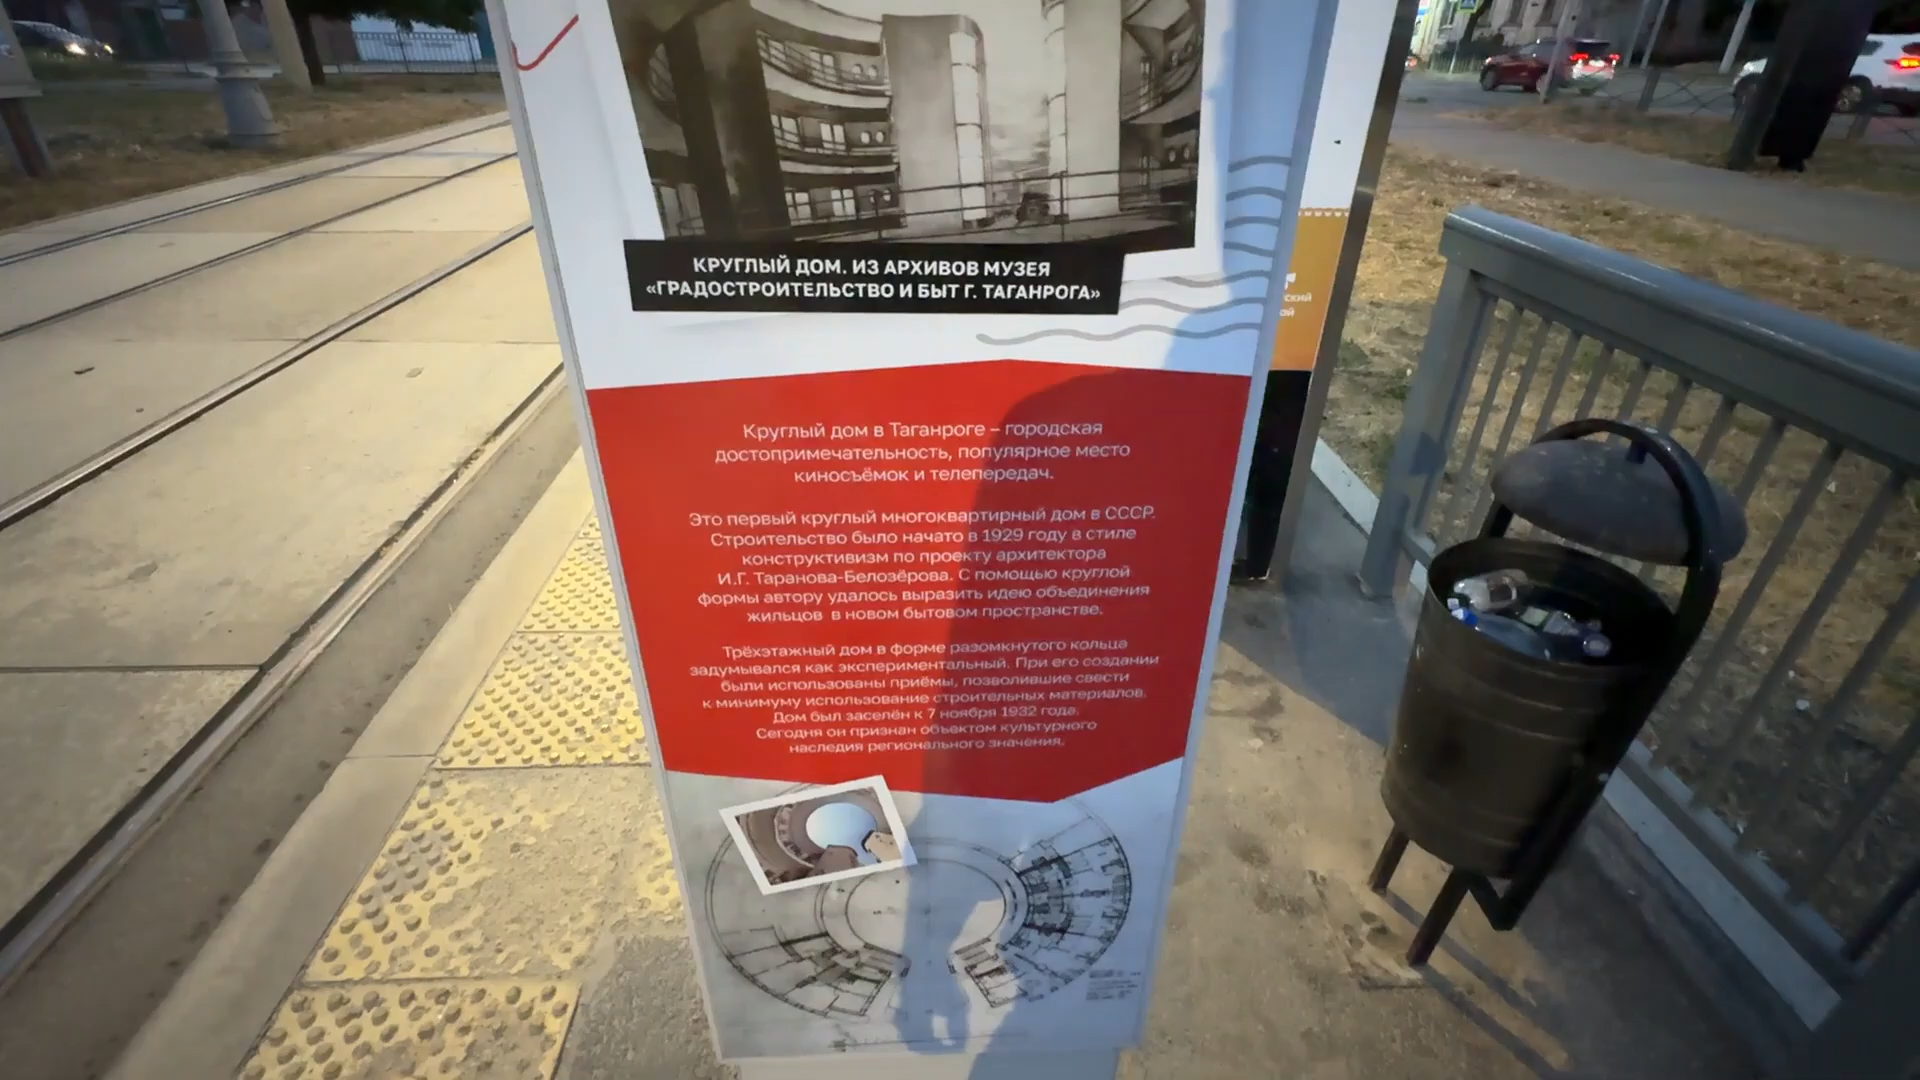 КРУГЛЫЙ ДОМ. ИЗ АРХИВОВ МУЗЕЯ
«ГРАДОСТРОИТЕЛЬСТВО И БЫТ Г. ТАГАНРОГА»
Круглый дом в Таганроге – городская
достопримечательность, популярное место
киносъёмок и телепередач.
Это первый круглый многоквартирный дом в СССР.
Строительство было начато в 1929 году в стиле
конструктивизм по проекту архитектора
И.Г. Таранова-Белозёрова. С помощью круглой
формы автору удалось выразить идею объединения
жильцов в новом бытовом пространстве.
Трёхэтажный дом в форме разомкнутого кольца
задумывался как экспериментальный. При его создании
были использованы приёмы, позволившие свести
к минимуму использование строительных материалов.
Дом был заселён к 7 ноября 1932 года.
Сегодня он признан объектом культурного
наследия регионального значения.